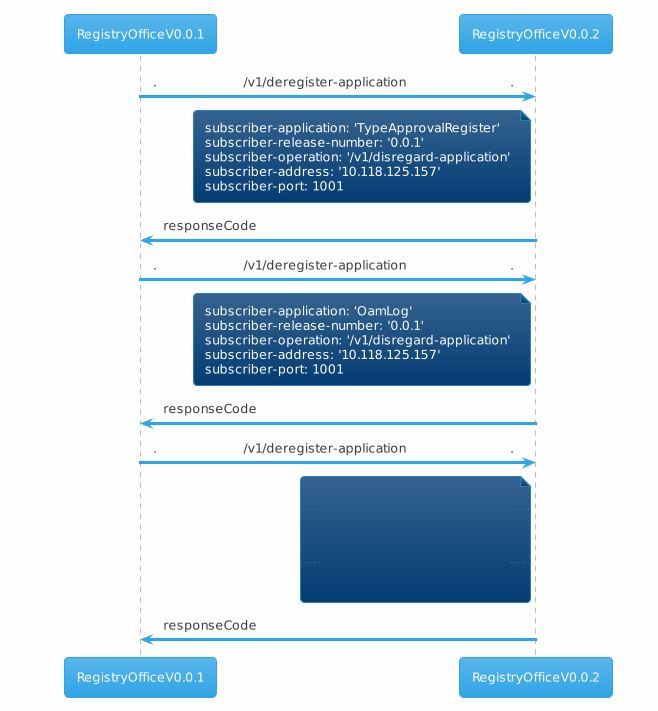 RegistryOfficeV0.0.1 RegistryOfficeV0.0.2
. /v1/deregister-application .
subscriber-application: 'TypeApprovalRegister'
subscriber-release-number: '0.0.1'
subscriber-operation: '/v1/disregard-application'
subscriber-address: '10.118.125.157'
subscriber-port: 1001
responseCode
. /v1/deregister-application .
subscriber-application: 'OamLog'
subscriber-release-number: '0.0.1'
subscriber-operation: '/v1/disregard-application'
subscriber-address: '10.118.125.157'
subscriber-port: 1001
responseCode
. /v1/deregister-application .
responseCode
RegistryOfficeV0.0.1 RegistryOfficeV0.0.2